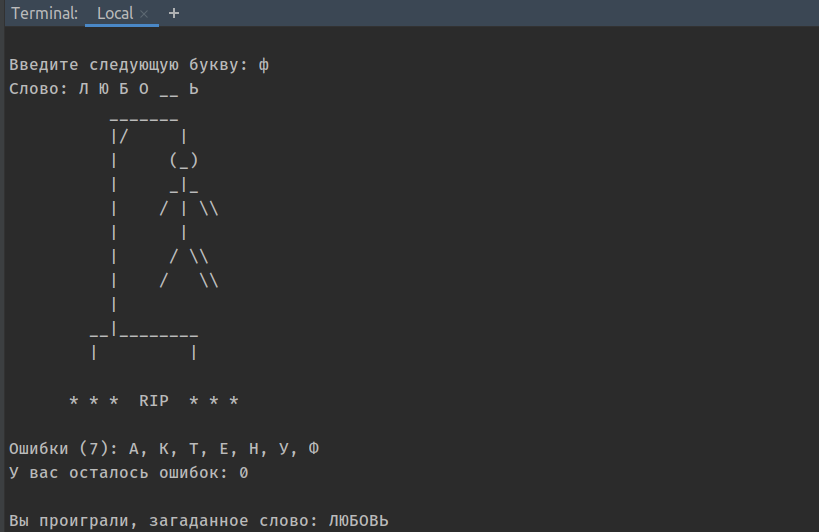 Terminal: Local × +
Введите следующую букву: ф
Слово: Л Ю Б О __ Ь
          _______
          |/     |
          |     (_)
          |     _|_
          |    / | \\
          |      |
          |     / \\
          |    /   \\
          |
        __|________
        |         |
* * *  RIP  * * *
Ошибки (7): А, К, Т, Е, Н, У, Ф
У вас осталось ошибок: 0
Вы проиграли, загаданное слово: ЛЮБОВЬ